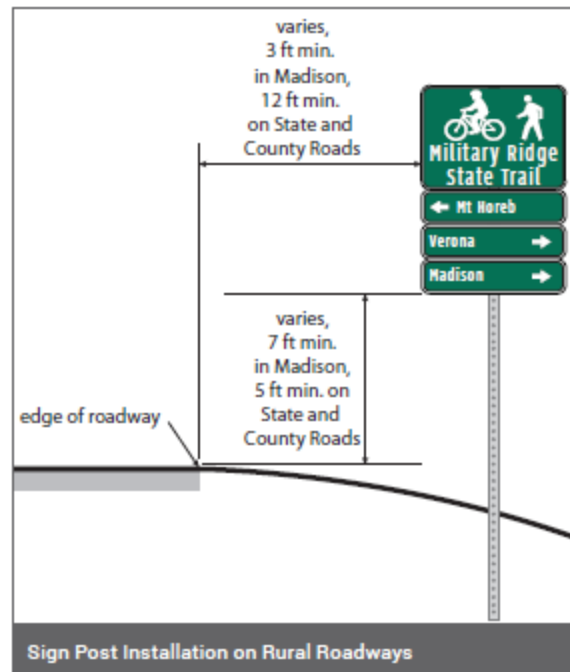 varies,
3 ft min.
in Madison,
12 ft min.
on State and
County Roads
Military Ridge
State Trail
Mt Horeb
Verona
Madison
varies,
7 ft min.
in Madison,
5 ft min. on
State and
County Roads
edge of roadway
Sign Post Installation on Rural Roadways